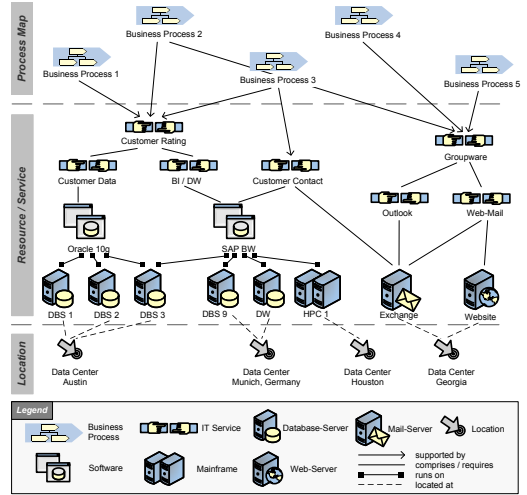 Process Map
Business Process 2
Business Process 4
Business Process 1
Business Process 3
Business Process 5
Resource / Service
Customer Rating
Groupware
Customer Data
BI / DW
Customer Contact
Outlook
Web-Mail
Oracle 10g
SAP BW
DBS 1
DBS 2
DBS 3
DBS 9
DW
HPC 1
Exchange
Website
Location
Data Center
Austin
Data Center
Munich, Germany
Data Center
Houston
Data Center
Georgia
Legend
Business
Process
IT Service
Database-Server
Mail-Server
Location
Software
Mainframe
Web-Server
supported by
comprises / requires
runs on
located at